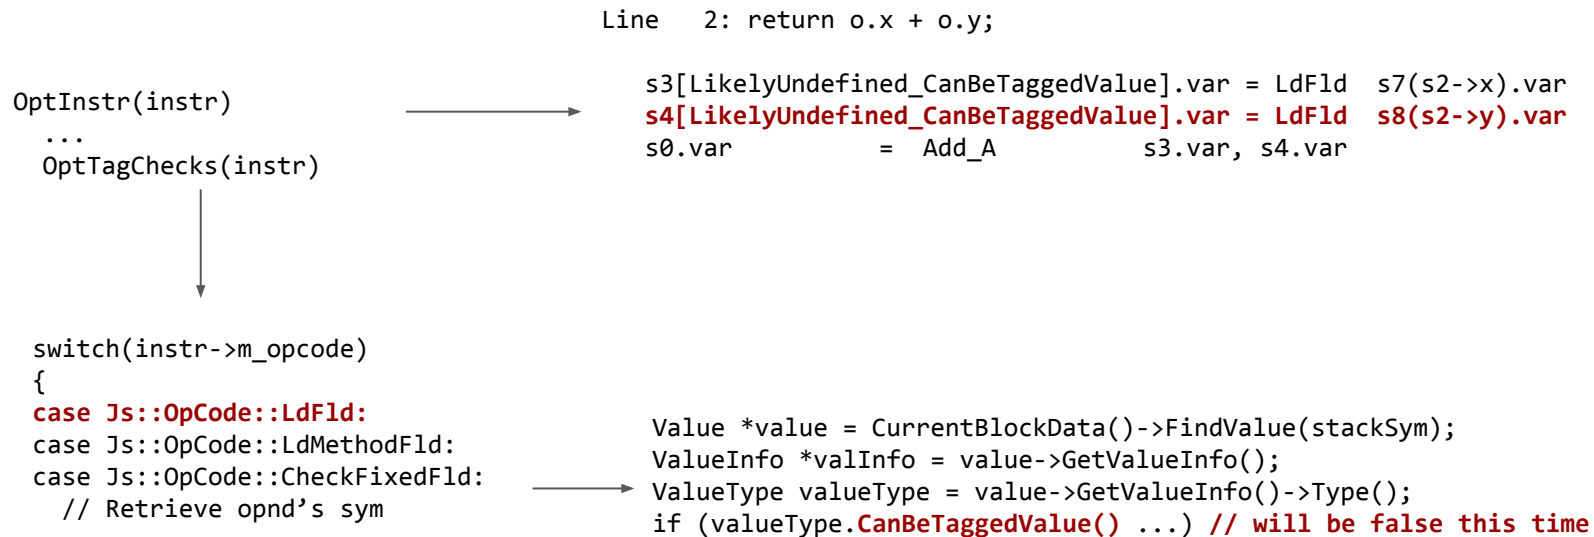 Line   2: return o.x + o.y;
OptInstr(instr)
...
OptTagChecks(instr)
s3[LikelyUndefined_CanBeTaggedValue].var = LdFld  s7(s2->x).var
s4[LikelyUndefined_CanBeTaggedValue].var = LdFld  s8(s2->y).var
s0.var          =  Add_A          s3.var, s4.var
switch(instr->m_opcode)
{
case Js::OpCode::LdFld:
case Js::OpCode::LdMethodFld:
case Js::OpCode::CheckFixedFld:
// Retrieve opnd’s sym
Value *value = CurrentBlockData()->FindValue(stackSym);
ValueInfo *valInfo = value->GetValueInfo();
ValueType valueType = value->GetValueInfo()->Type();
if (valueType.CanBeTaggedValue() ...) // will be false this time